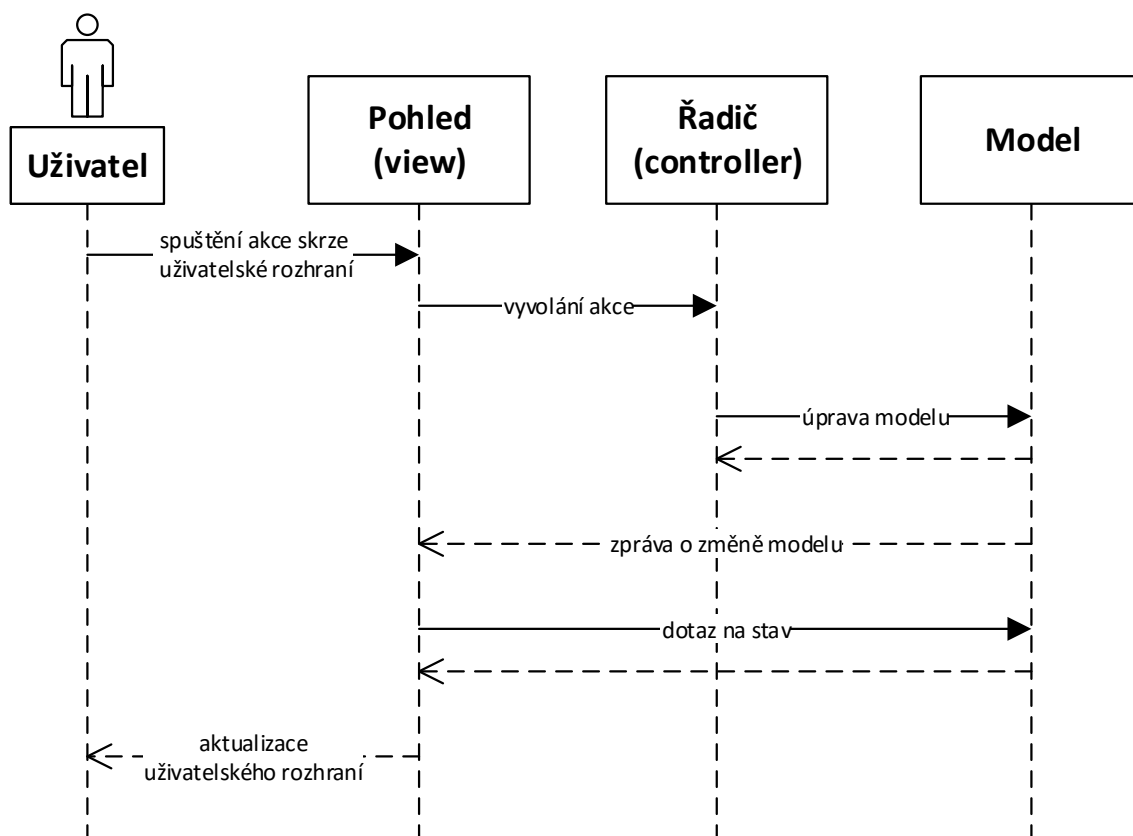 Uživatel
Pohled
(view)
Řadič
(controller)
Model
spuštění akce skrze
uživatelské rozhraní
vyvolání akce
úprava modelu
zpráva o změně modelu
dotaz na stav
aktualizace
uživatelského rozhraní